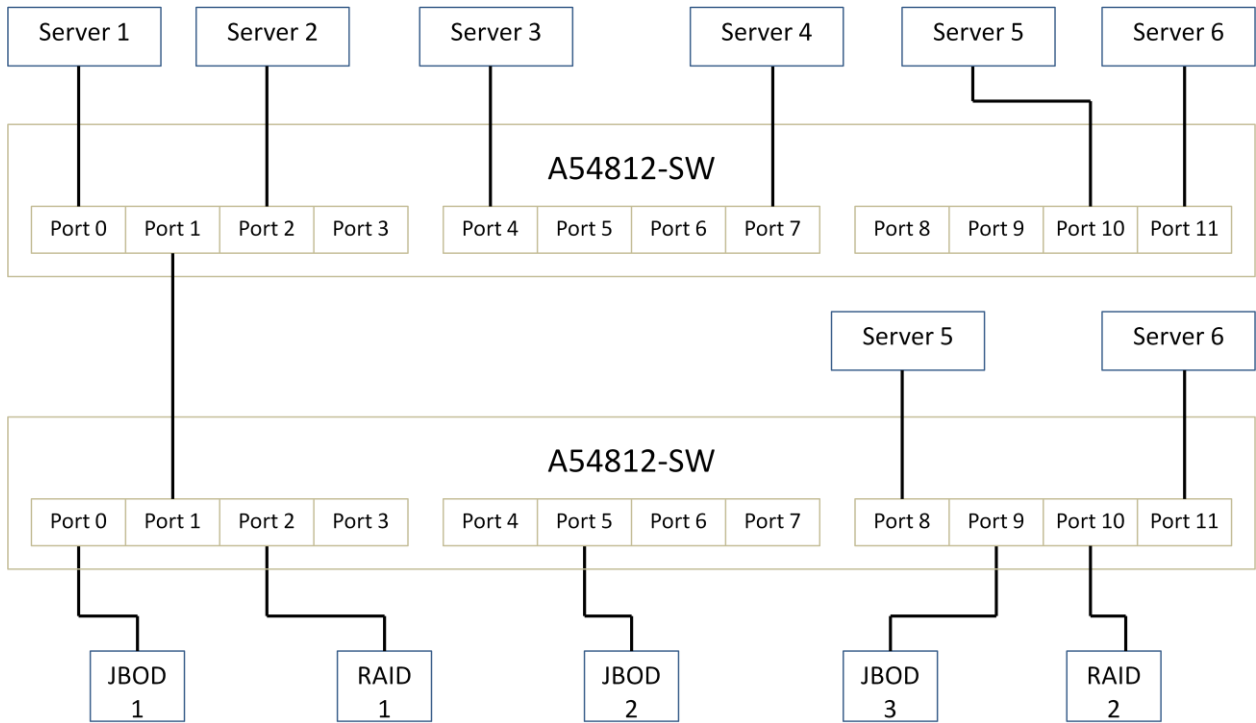 Server 1 Server 2 Server 3 Server 4 Server 5 Server 6
A54812-SW
Port 0 Port 1 Port 2 Port 3 Port 4 Port 5 Port 6 Port 7 Port 8 Port 9 Port 10 Port 11
Server 5 Server 6
A54812-SW
Port 0 Port 1 Port 2 Port 3 Port 4 Port 5 Port 6 Port 7 Port 8 Port 9 Port 10 Port 11
JBOD RAID JBOD JBOD RAID
1 1 2 3 2